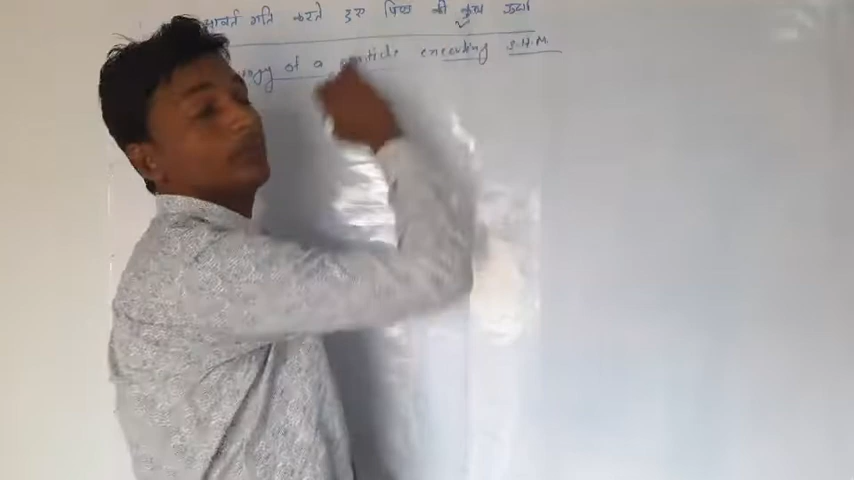 आवर्त गति करते हुए पिण्ड की कुल ऊर्जा
of a particle executing S.H.M.